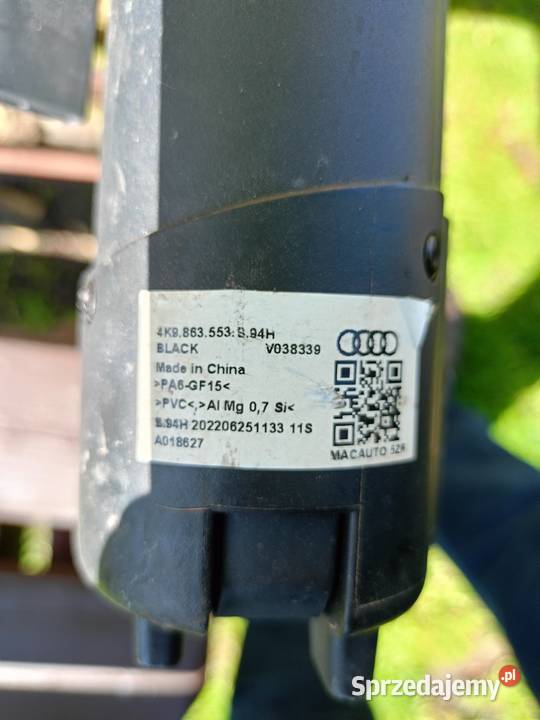 4K9.863.553. B.94H
BLACK V038339
Made in China
>PA6-GF15<
>PVC<,>Al Mg 0,7 Si<
B.94H 202206251133 11S
A018627
MACAUTO 52R
Sprzedajemy.pl